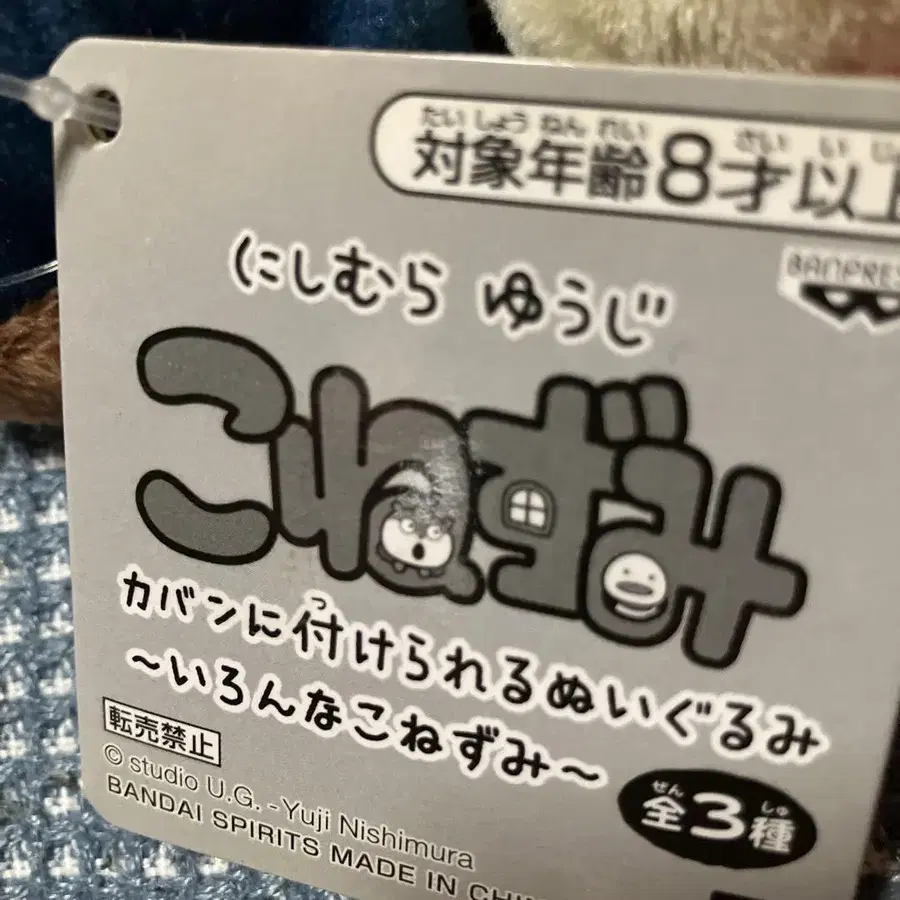 たいしょうねんれい さいいじ
対象年齢8才以上
BANPRES
にしむら ゆうじ
こねずみ
カバンに付けられるぬいぐるみ
つ
〜いろんなこねずみ〜
転売禁止
© studio U.G. - Yuji Nishimura
BANDAI SPIRITS MADE IN CHIN
ぜん しゅ
全3種